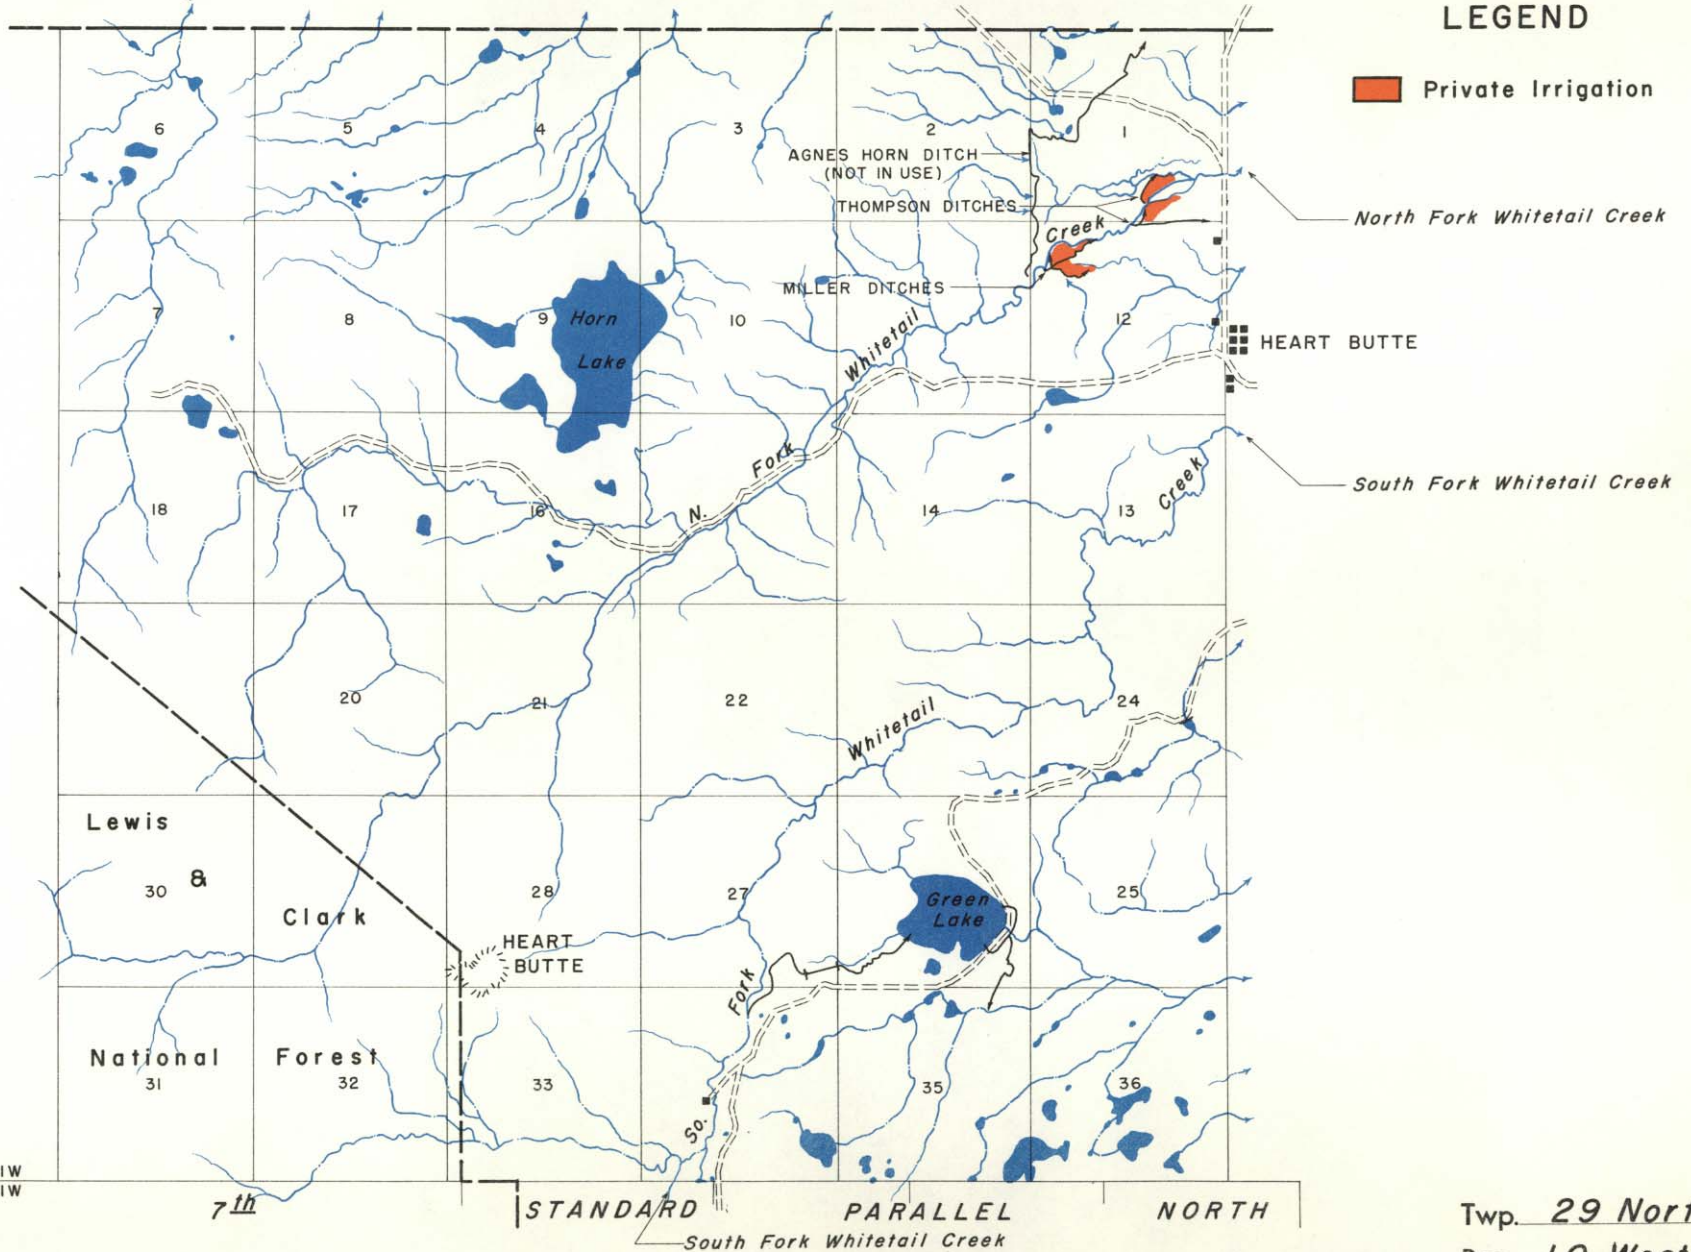 LEGEND
Private Irrigation
6
5
4
3
2
1
AGNES HORN DITCH
(NOT IN USE)
THOMPSON DITCHES
Creek
North Fork Whitetail Creek
MILLER DITCHES
7
8
9
Horn
Lake
10
Whitetail
12
HEART BUTTE
18
17
16
N.
Fork
14
13
Creek
South Fork Whitetail Creek
20
21
22
Whitetail
24
Lewis
&
Clark
National
Forest
30
28
27
Green
Lake
25
HEART
BUTTE
Fork
31
32
33
So.
35
36
1W
1W
7th STANDARD PARALLEL NORTH
South Fork Whitetail Creek
Twp. 29